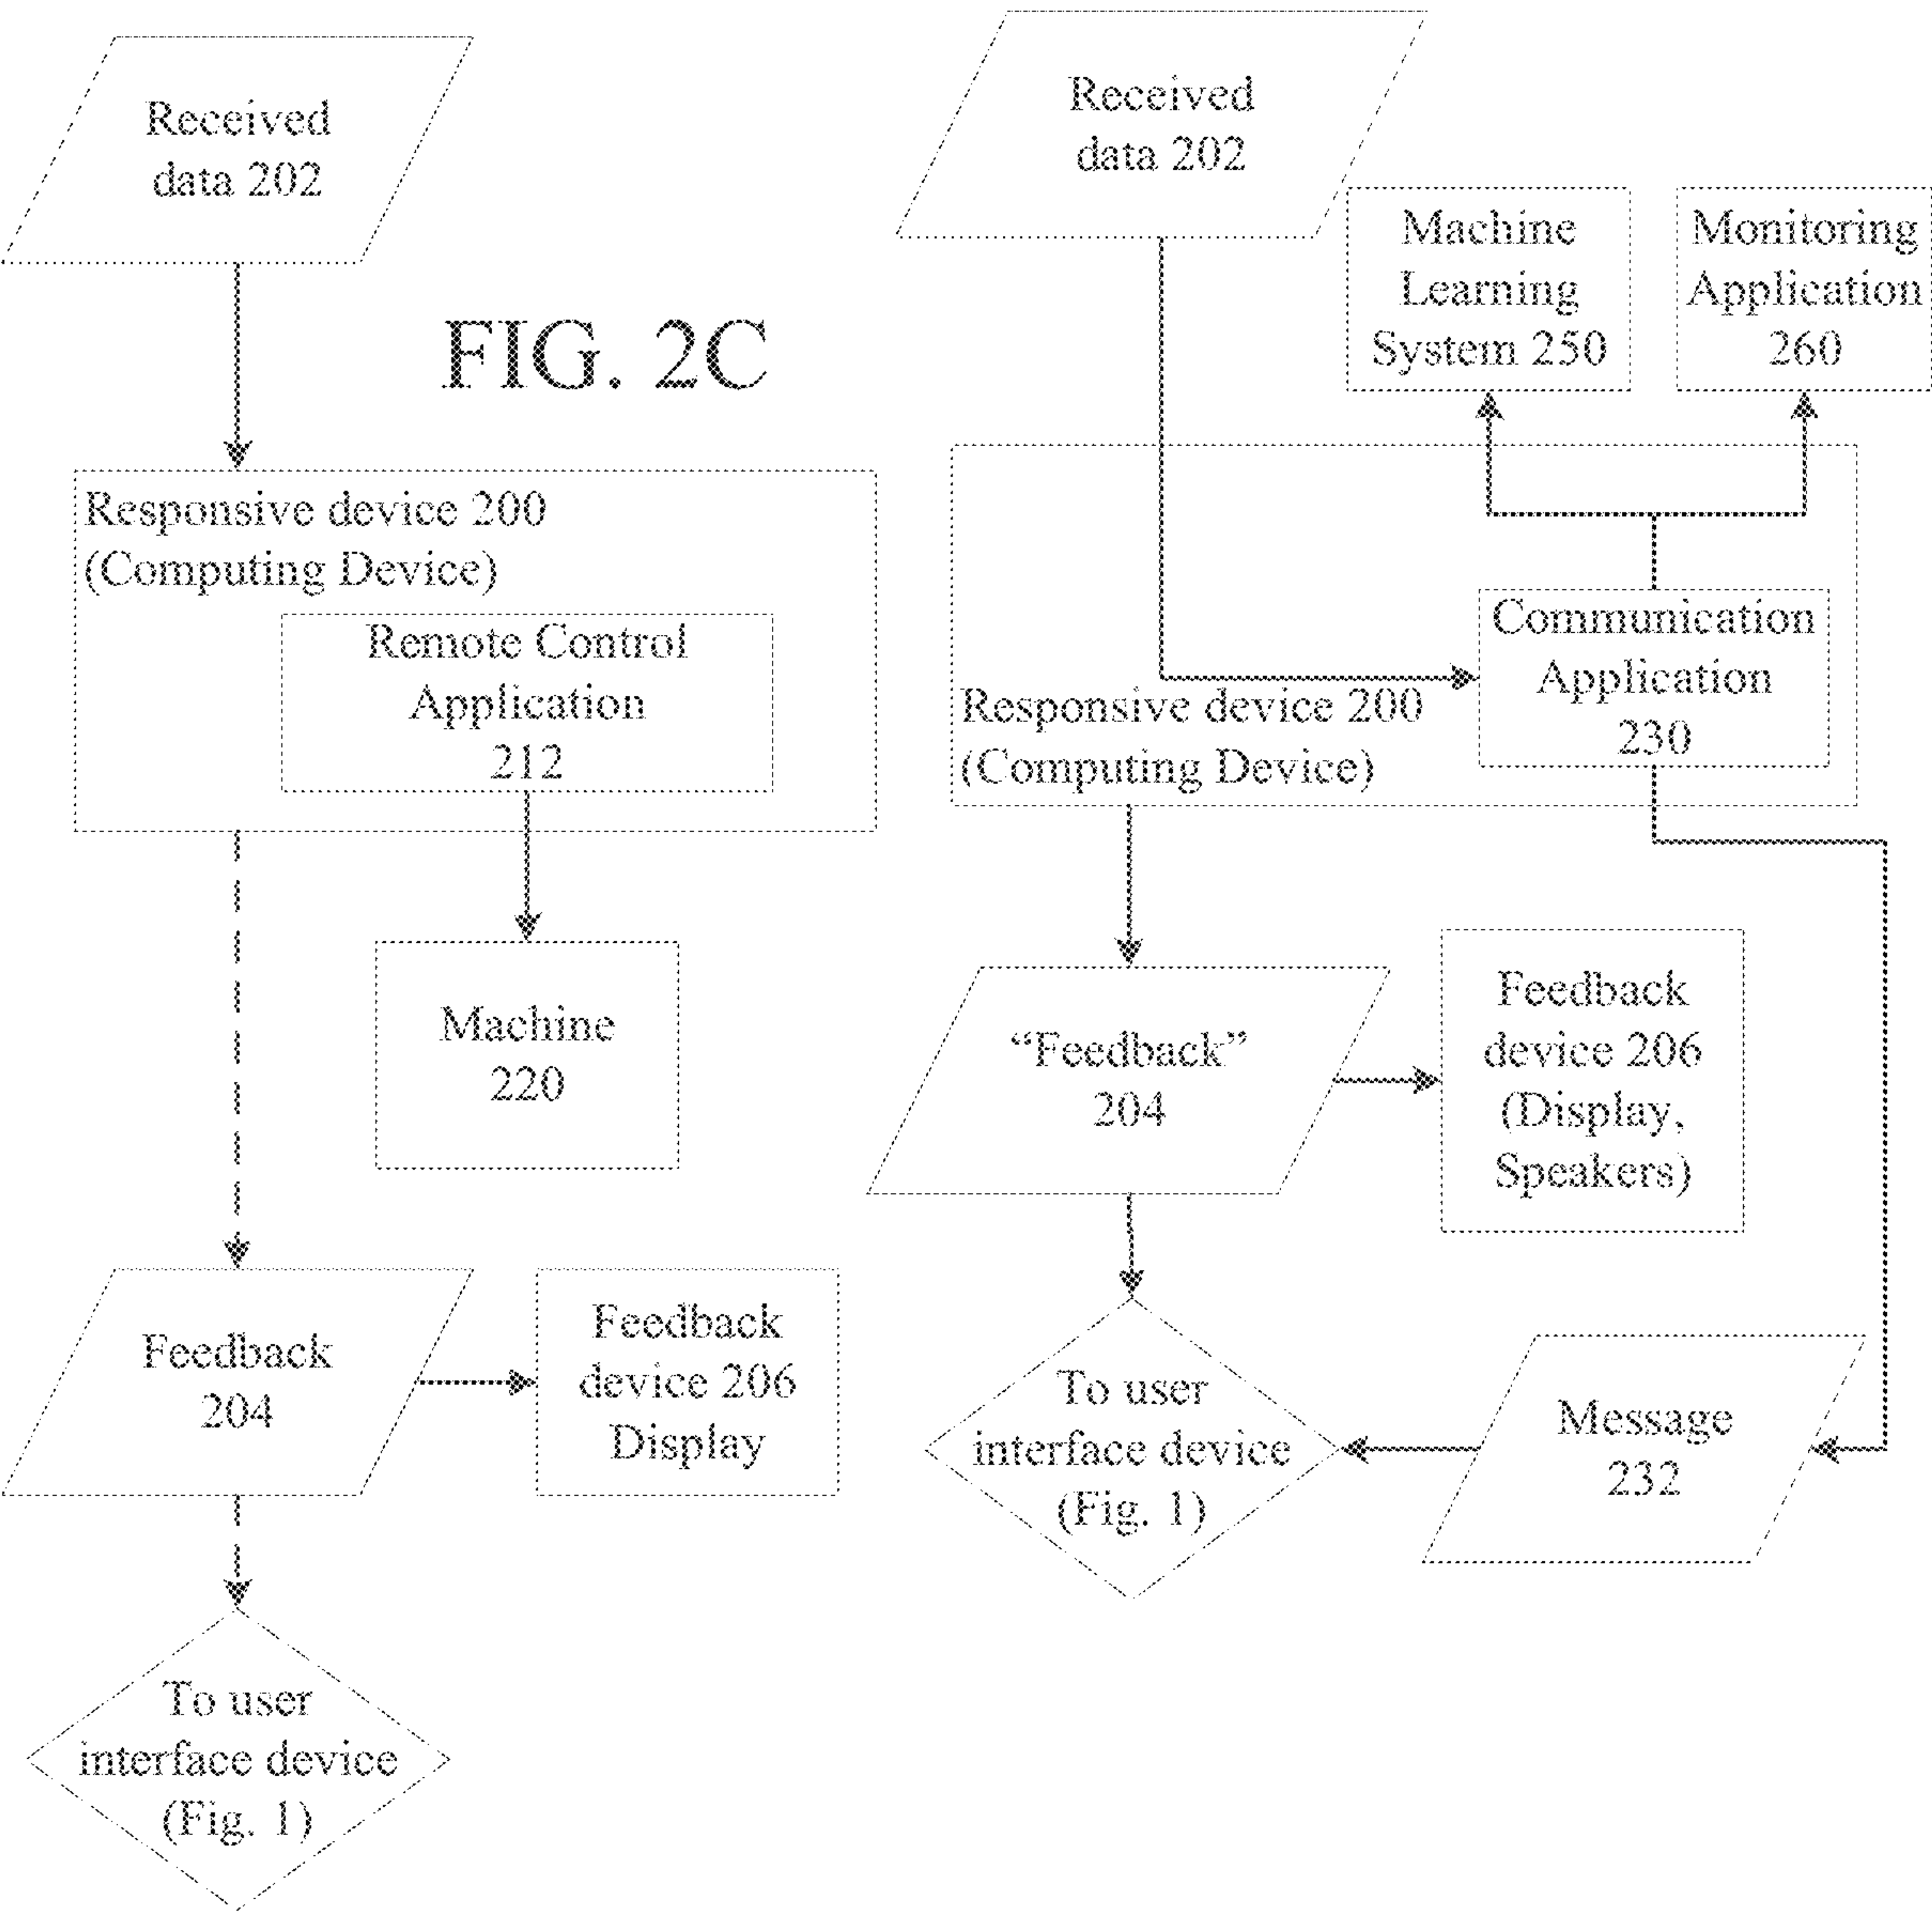 Received
data 202
FIG. 2C
Responsive device 200
(Computing Device)
Remote Control
Application
212
Machine
220
Feedback
204
Feedback
device 206
Display
To user
interface device
(Fig. 1)
Received
data 202
Machine
Learning
System 250
Monitoring
Application
260
Communication
Application
230
Responsive device 200
(Computing Device)
“Feedback”
204
Feedback
device 206
(Display,
Speakers)
To user
interface device
(Fig. 1)
Message
232